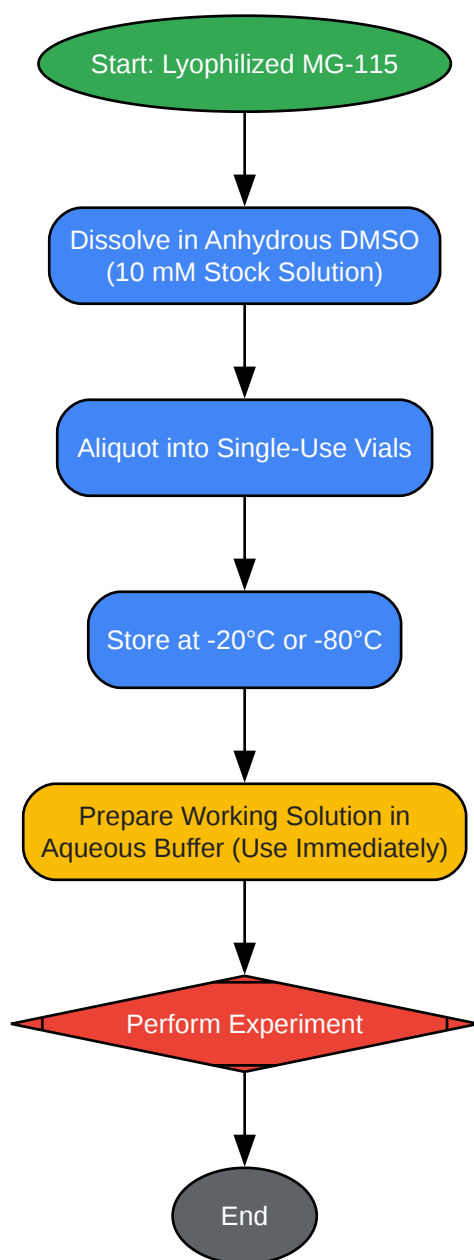 Start: Lyophilized MG-115
Dissolve in Anhydrous DMSO
(10 mM Stock Solution)
Aliquot into Single-Use Vials
Store at -20°C or -80°C
Prepare Working Solution in
Aqueous Buffer (Use Immediately)
Perform Experiment
End